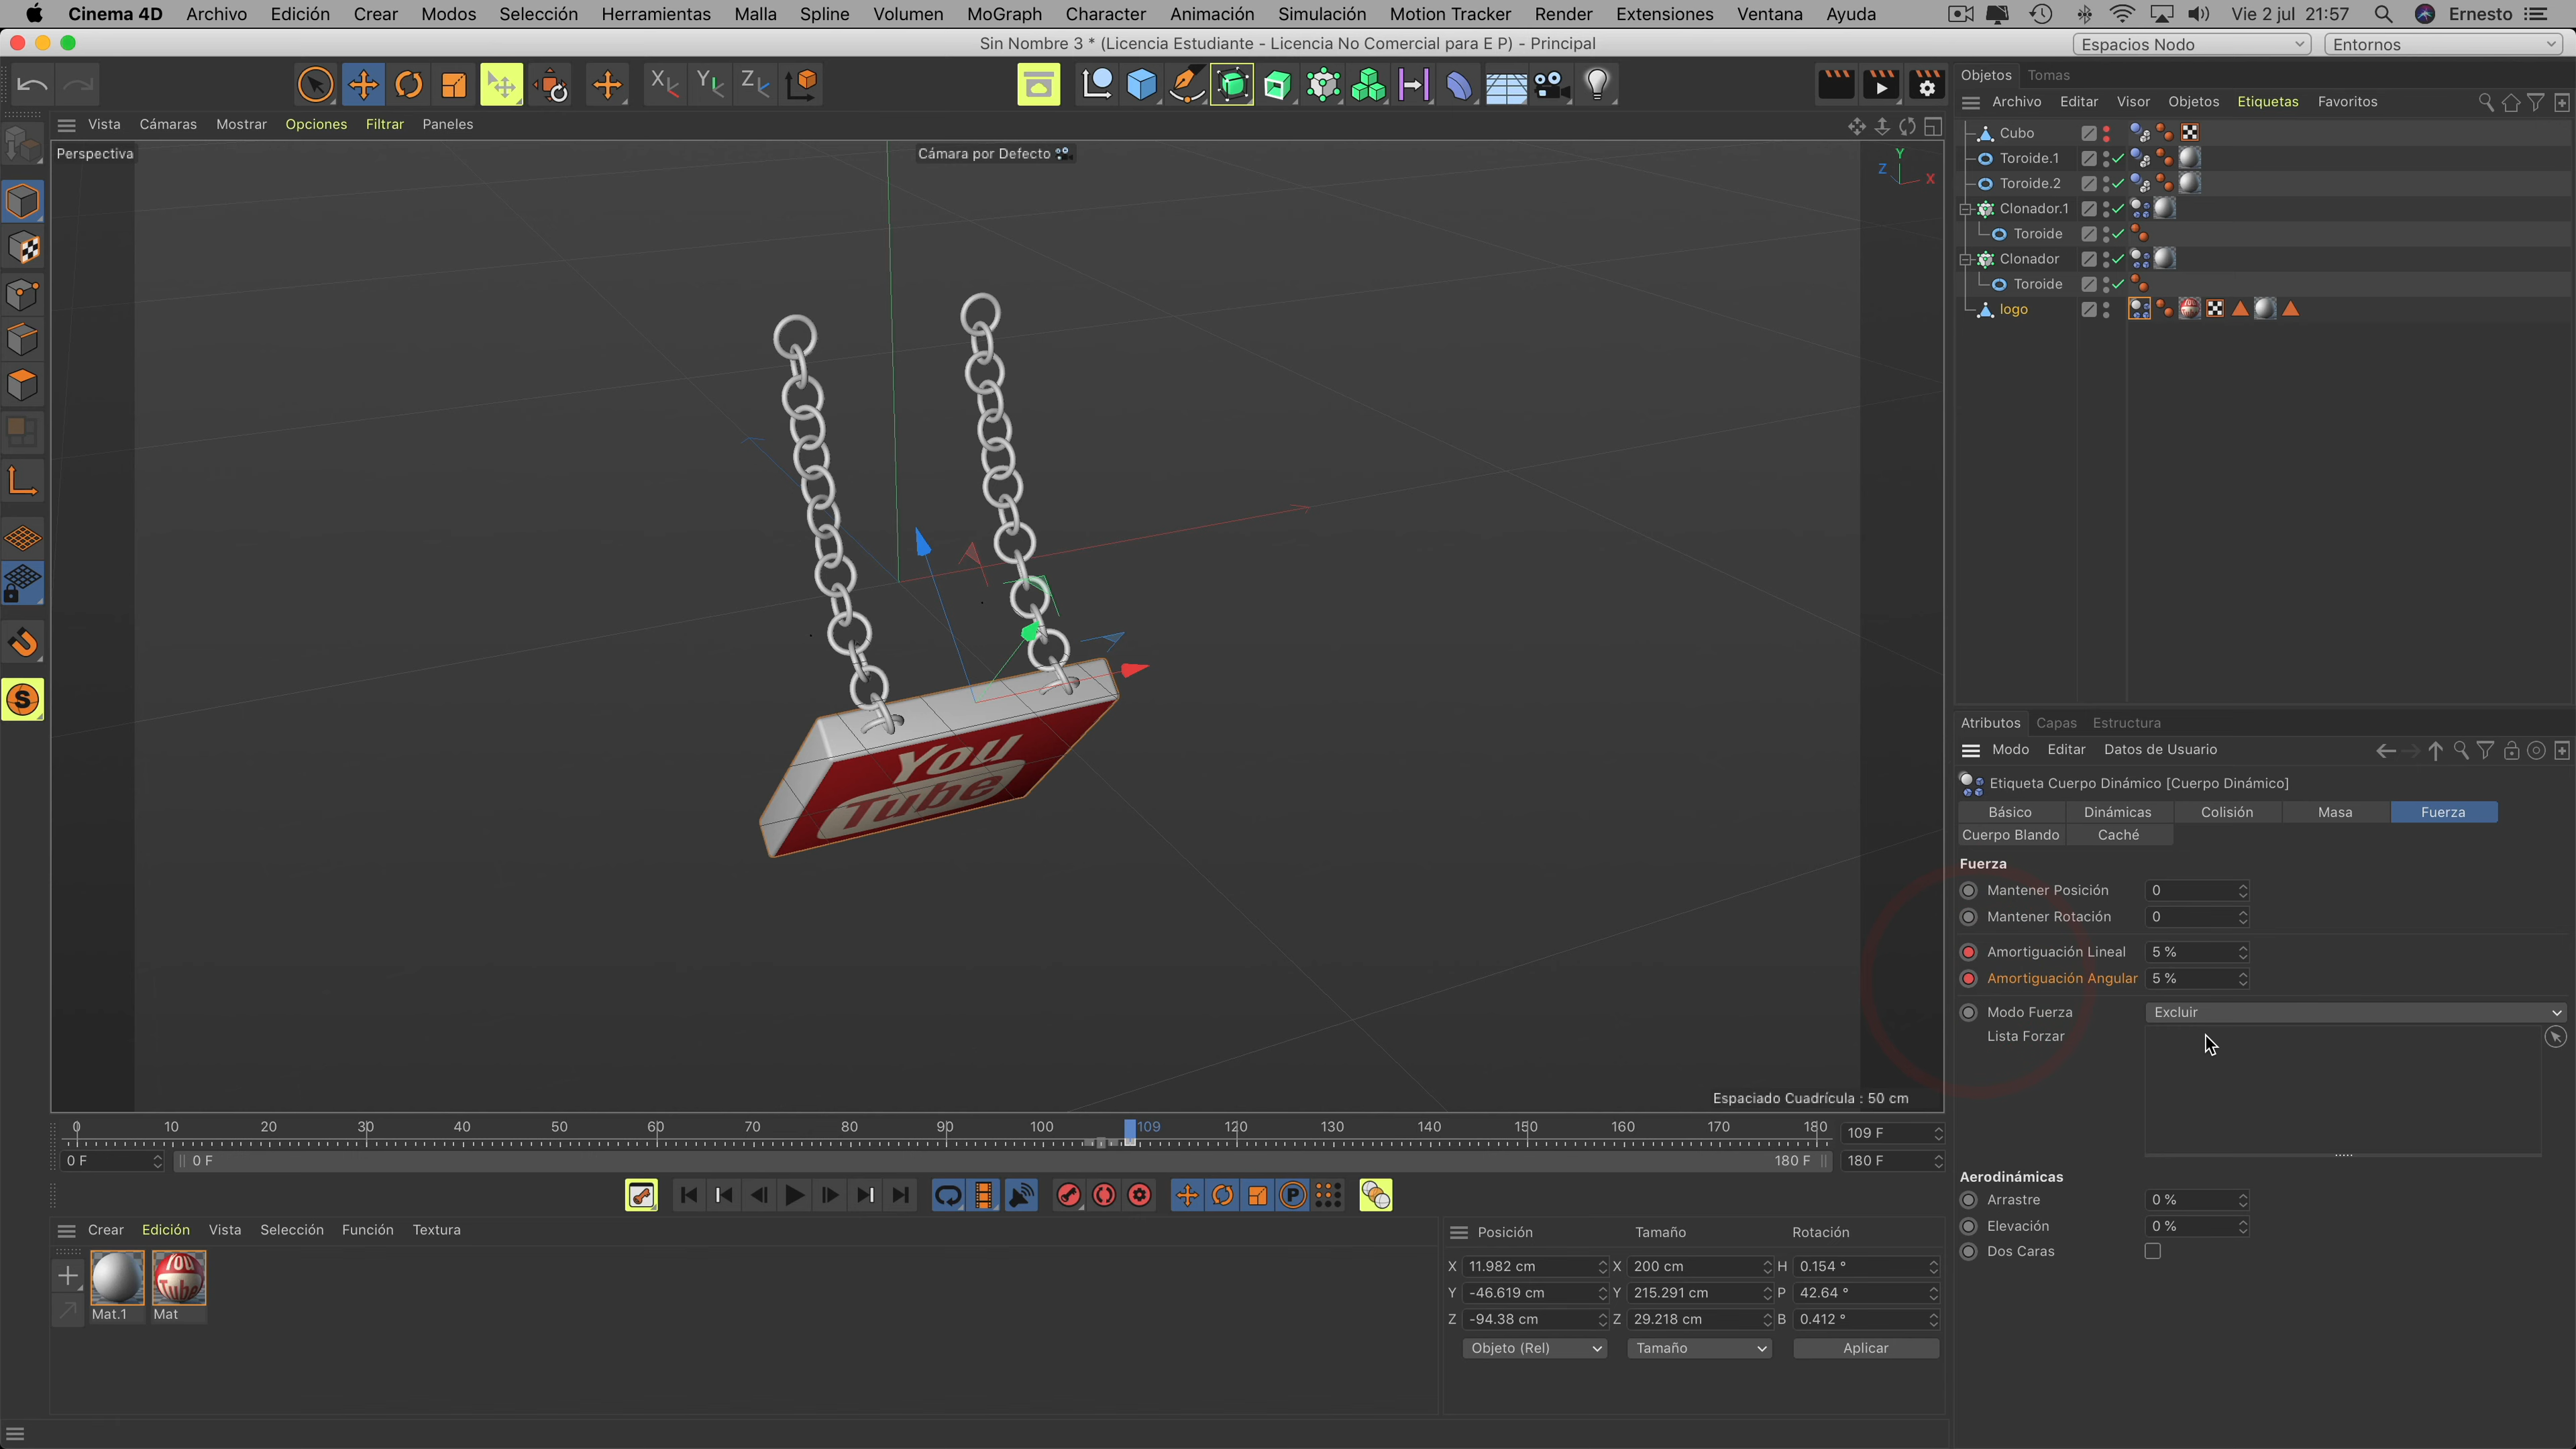 Cinema 4D Archivo Edición Crear Modos Selección Herramientas Malla Spline Volumen MoGraph Character Animación Simulación Motion Tracker Render Extensiones Ventana Ayuda Vie 2 jul 21:57 Ernesto
Sin Nombre 3 * (Licencia Estudiante - Licencia No Comercial para E P) - Principal Espacios Nodo Entornos
Objetos Tomas
Archivo Editar Visor Objetos Etiquetas Favoritos
Vista Cámaras Mostrar Opciones Filtrar Paneles
Perspectiva Cámara por Defecto
Y
Z X
Cubo
Toroide.1
Toroide.2
Clonador.1
Toroide
Clonador
Toroide
logo
You
Tube
Atributos Capas Estructura
Modo Editar Datos de Usuario
Etiqueta Cuerpo Dinámico [Cuerpo Dinámico]
Básico Dinámicas Colisión Masa Fuerza
Cuerpo Blando Caché
Fuerza
Mantener Posición 0
Mantener Rotación 0
Amortiguación Lineal 5 %
Amortiguación Angular 5 %
Modo Fuerza Excluir
Lista Forzar
Aerodinámicas
Arrastre 0 %
Elevación 0 %
Dos Caras
Espaciado Cuadrícula : 50 cm
0 10 20 30 40 50 60 70 80 90 100 109 120 130 140 150 160 170 180 109 F
0 F 0 F 180 F 180 F
Crear Edición Vista Selección Función Textura
Mat.1 Mat
Posición Tamaño Rotación
X 11.982 cm X 200 cm H 0.154 °
Y -46.619 cm Y 215.291 cm P 42.64 °
Z -94.38 cm Z 29.218 cm B 0.412 °
Objeto (Rel) Tamaño Aplicar